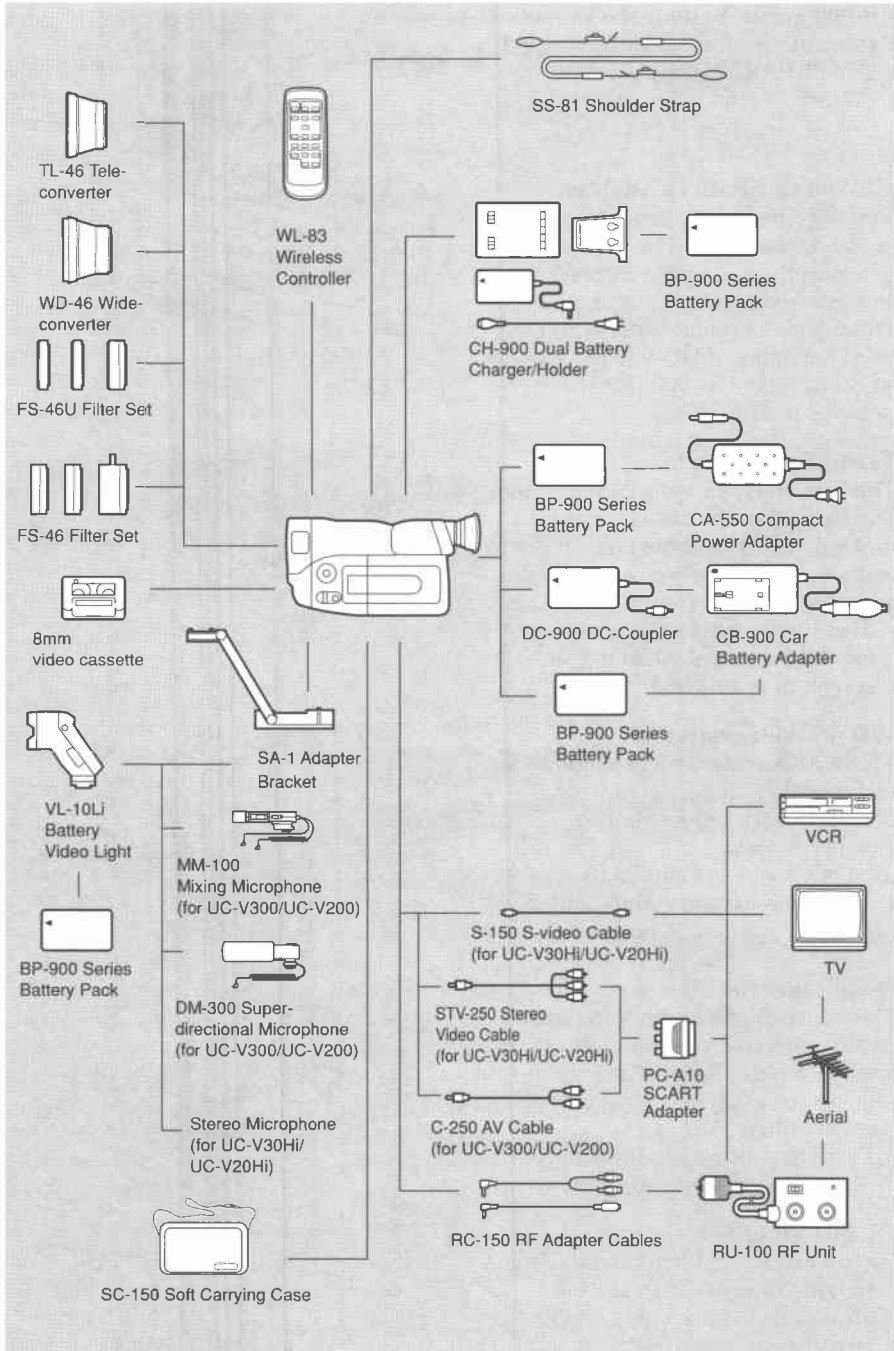 SS-81 Shoulder Strap
TL-46 Tele-
converter
WL-83
Wireless
Controller
WD-46 Wide-
converter
BP-900 Series
Battery Pack
CH-900 Dual Battery
Charger/Holder
FS-46U Filter Set
BP-900 Series
Battery Pack
CA-550 Compact
Power Adapter
FS-46 Filter Set
8mm
video cassette
DC-900 DC-Coupler
CB-900 Car
Battery Adapter
BP-900 Series
Battery Pack
SA-1 Adapter
Bracket
VL-10Li
Battery
Video Light
VCR
MM-100
Mixing Microphone
(for UC-V300/UC-V200)
S-150 S-video Cable
(for UC-V30Hi/UC-V20Hi)
TV
BP-900 Series
Battery Pack
DM-300 Super-
directional Microphone
(for UC-V300/UC-V200)
STV-250 Stereo
Video Cable
(for UC-V30Hi/UC-V20Hi)
PC-A10
SCART
Adapter
Aerial
Stereo Microphone
(for UC-V30Hi/
UC-V20Hi)
C-250 AV Cable
(for UC-V300/UC-V200)
RC-150 RF Adapter Cables
RU-100 RF Unit
SC-150 Soft Carrying Case